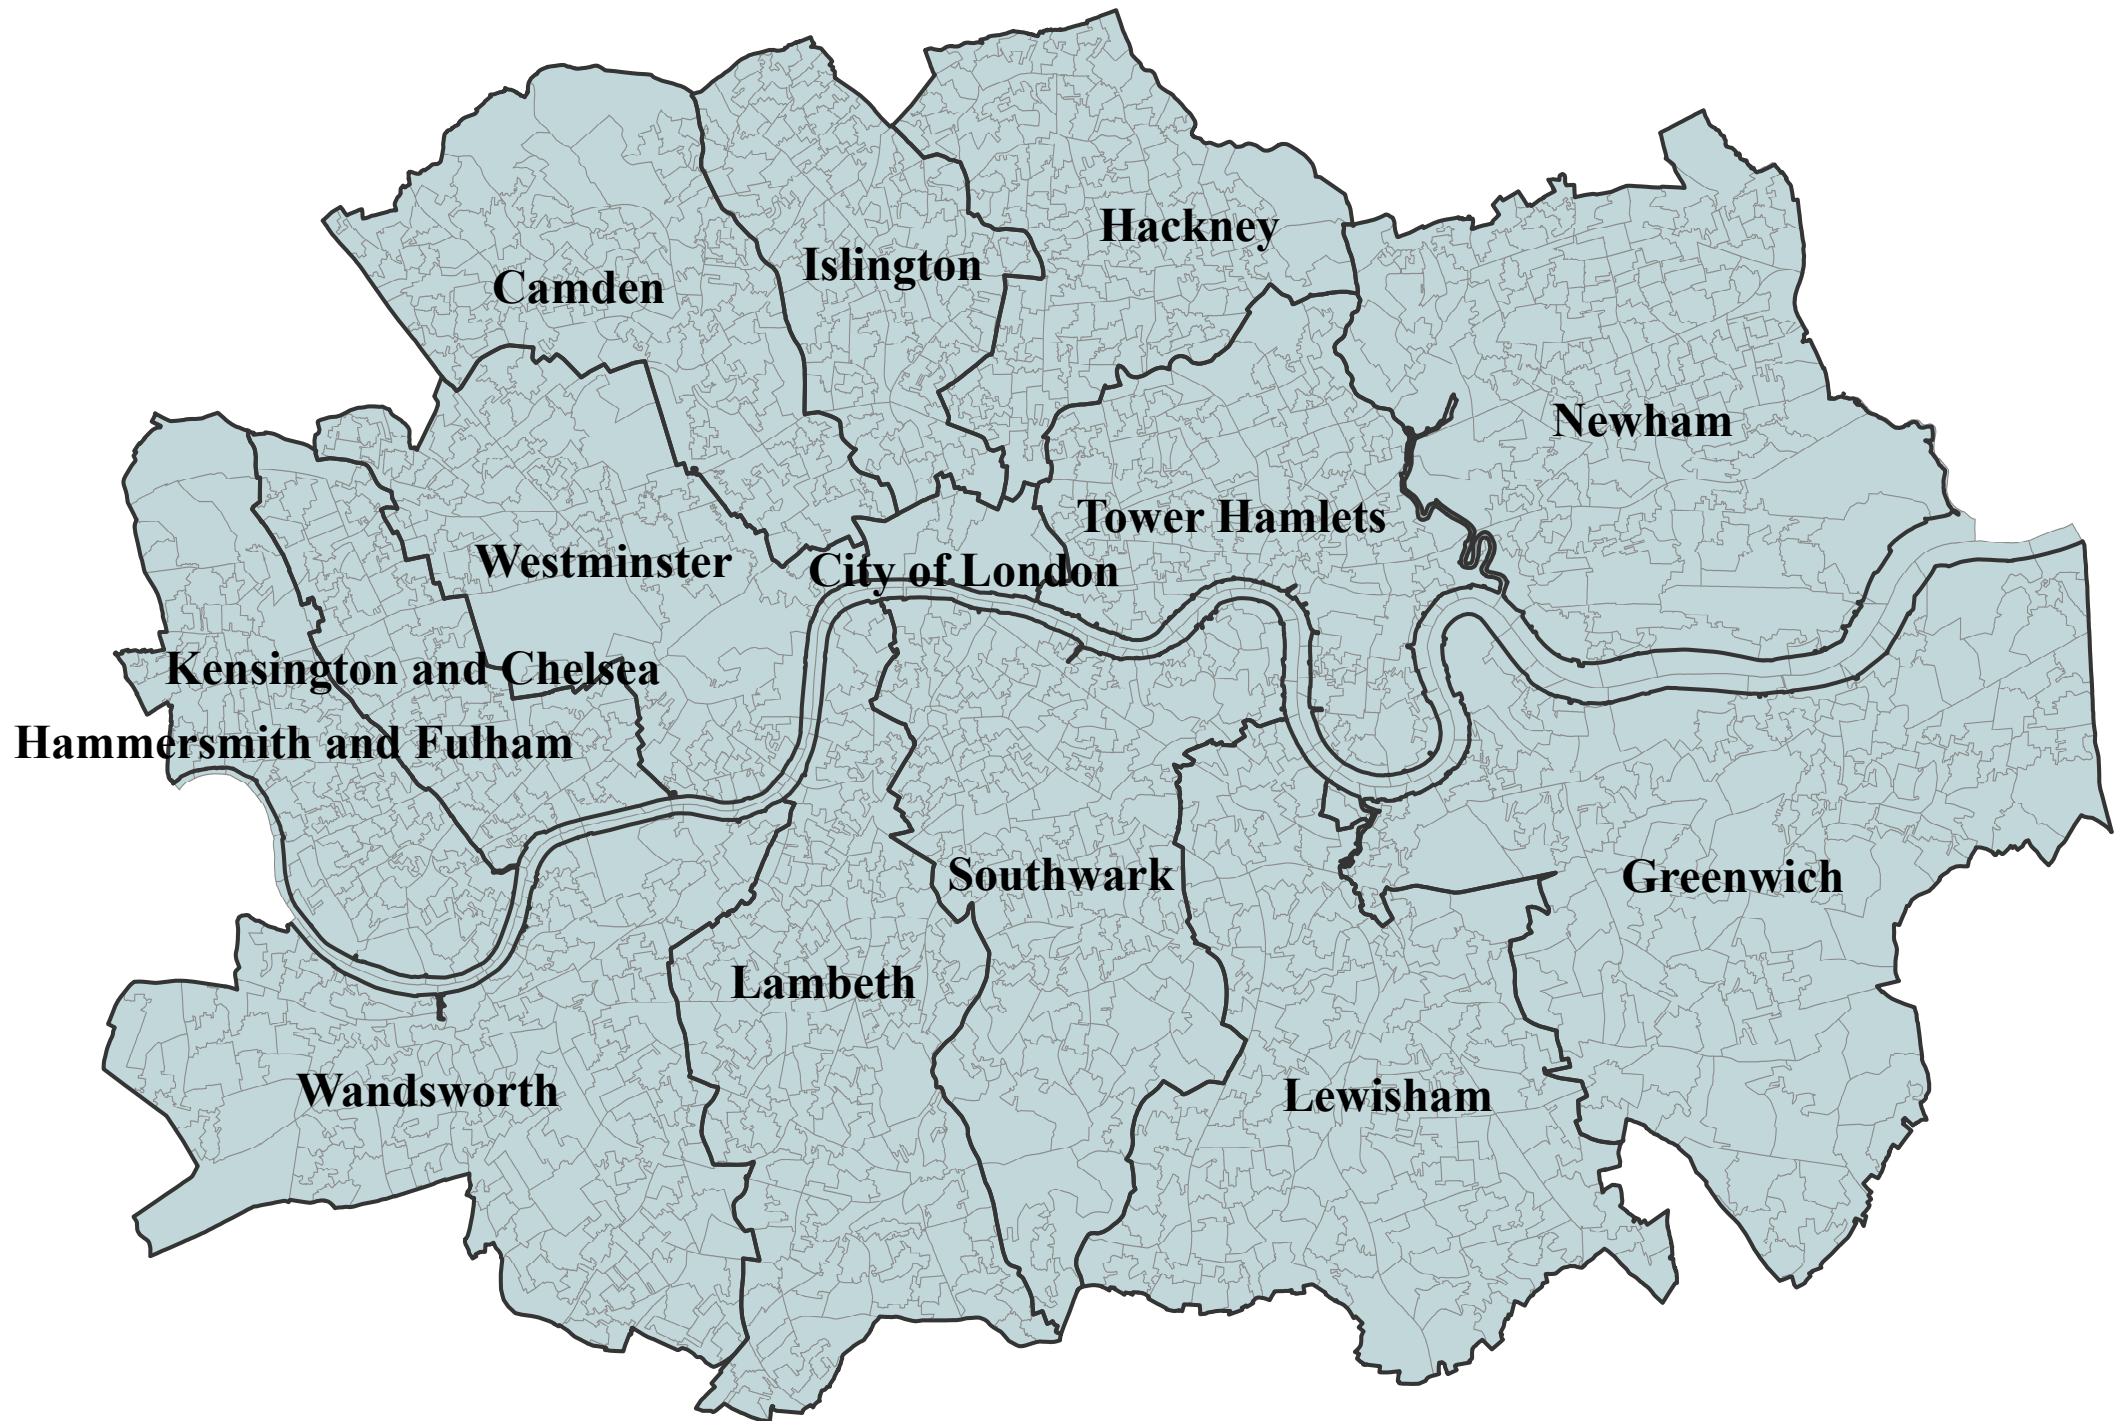 Hackney
Islington
Camden
Newham
Tower Hamlets
Westminster
City of London
Kensington and Chelsea
Hammersmith and Fulham
Southwark
Greenwich
Lambeth
Wandsworth
Lewisham